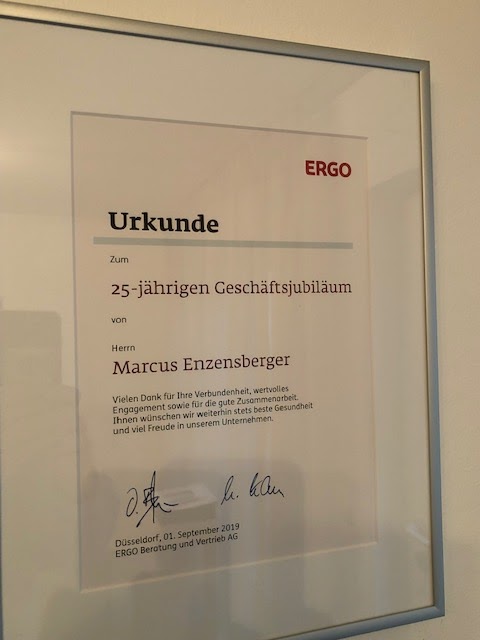 ERGO
Urkunde
Zum
25-jährigen Geschäftsjubiläum
von
Herrn
Marcus Enzensberger
Vielen Dank für Ihre Verbundenheit, wertvolles
Engagement sowie für die gute Zusammenarbeit.
Ihnen wünschen wir weiterhin stets beste Gesundheit
und viel Freude in unserem Unternehmen.
Düsseldorf, 01. September 2019
ERGO Beratung und Vertrieb AG